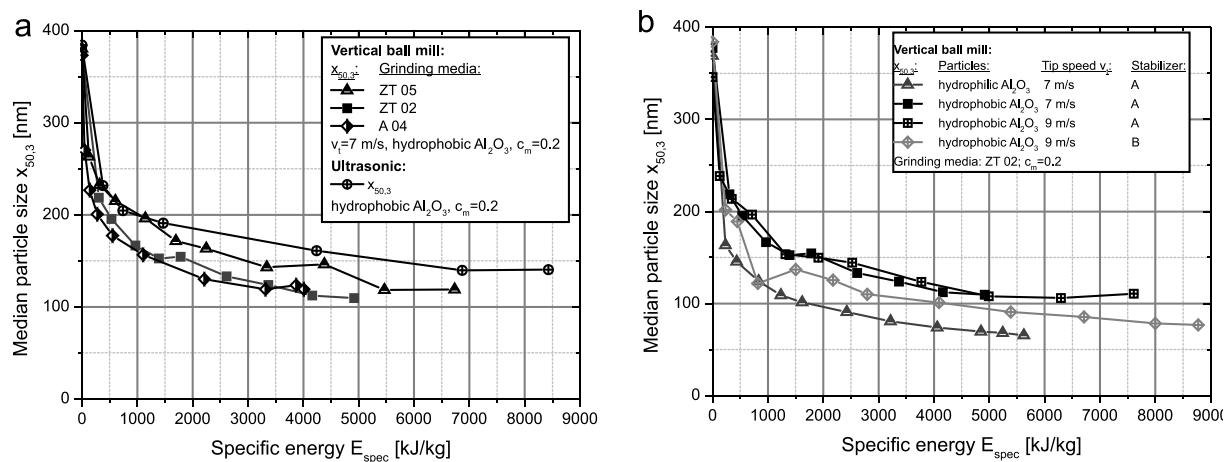 a
Median particle size x50,3 [nm]
400
300
200
100
0
0 1000 2000 3000 4000 5000 6000 7000 8000 9000
Specific energy Espec [kJ/kg]
Vertical ball mill:
x50,3: Grinding media:
ZT 05
ZT 02
A 04
vt=7 m/s, hydrophobic Al2O3, cm=0.2
Ultrasonic:
x50,3
hydrophobic Al2O3, cm=0.2
b
Median particle size x50,3 [nm]
400
300
200
100
0
0 1000 2000 3000 4000 5000 6000 7000 8000 9000
Specific energy Espec [kJ/kg]
Vertical ball mill:
x50,3: Particles: Tip speed vt: Stabilizer:
hydrophilic Al2O3 7 m/s A
hydrophobic Al2O3 7 m/s A
hydrophobic Al2O3 9 m/s A
hydrophobic Al2O3 9 m/s B
Grinding media: ZT 02; cm=0.2